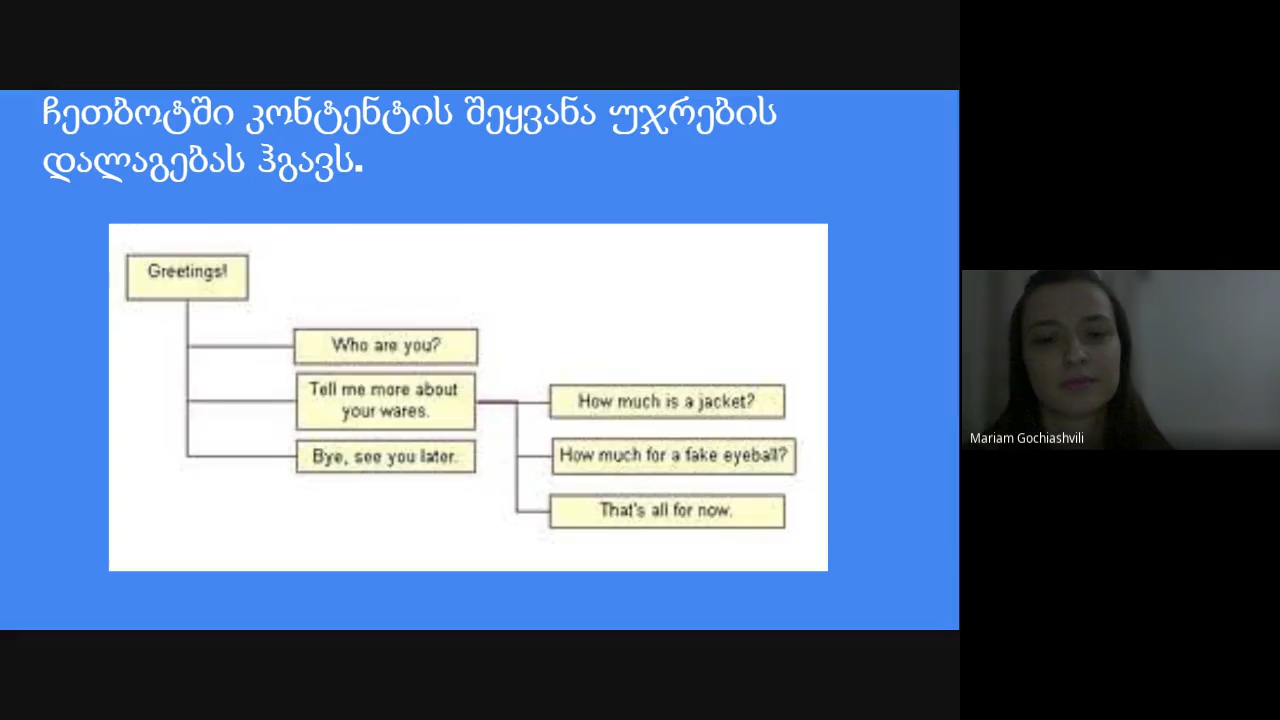 ჩეთბოტში კონტენტის შეყვანა უჯრების
დალაგებას ჰგავს.
Greetings!
Who are you?
Tell me more about
your wares.
Bye, see you later.
How much is a jacket?
How much for a fake eyeball?
That's all for now.
Mariam Gochiashvili